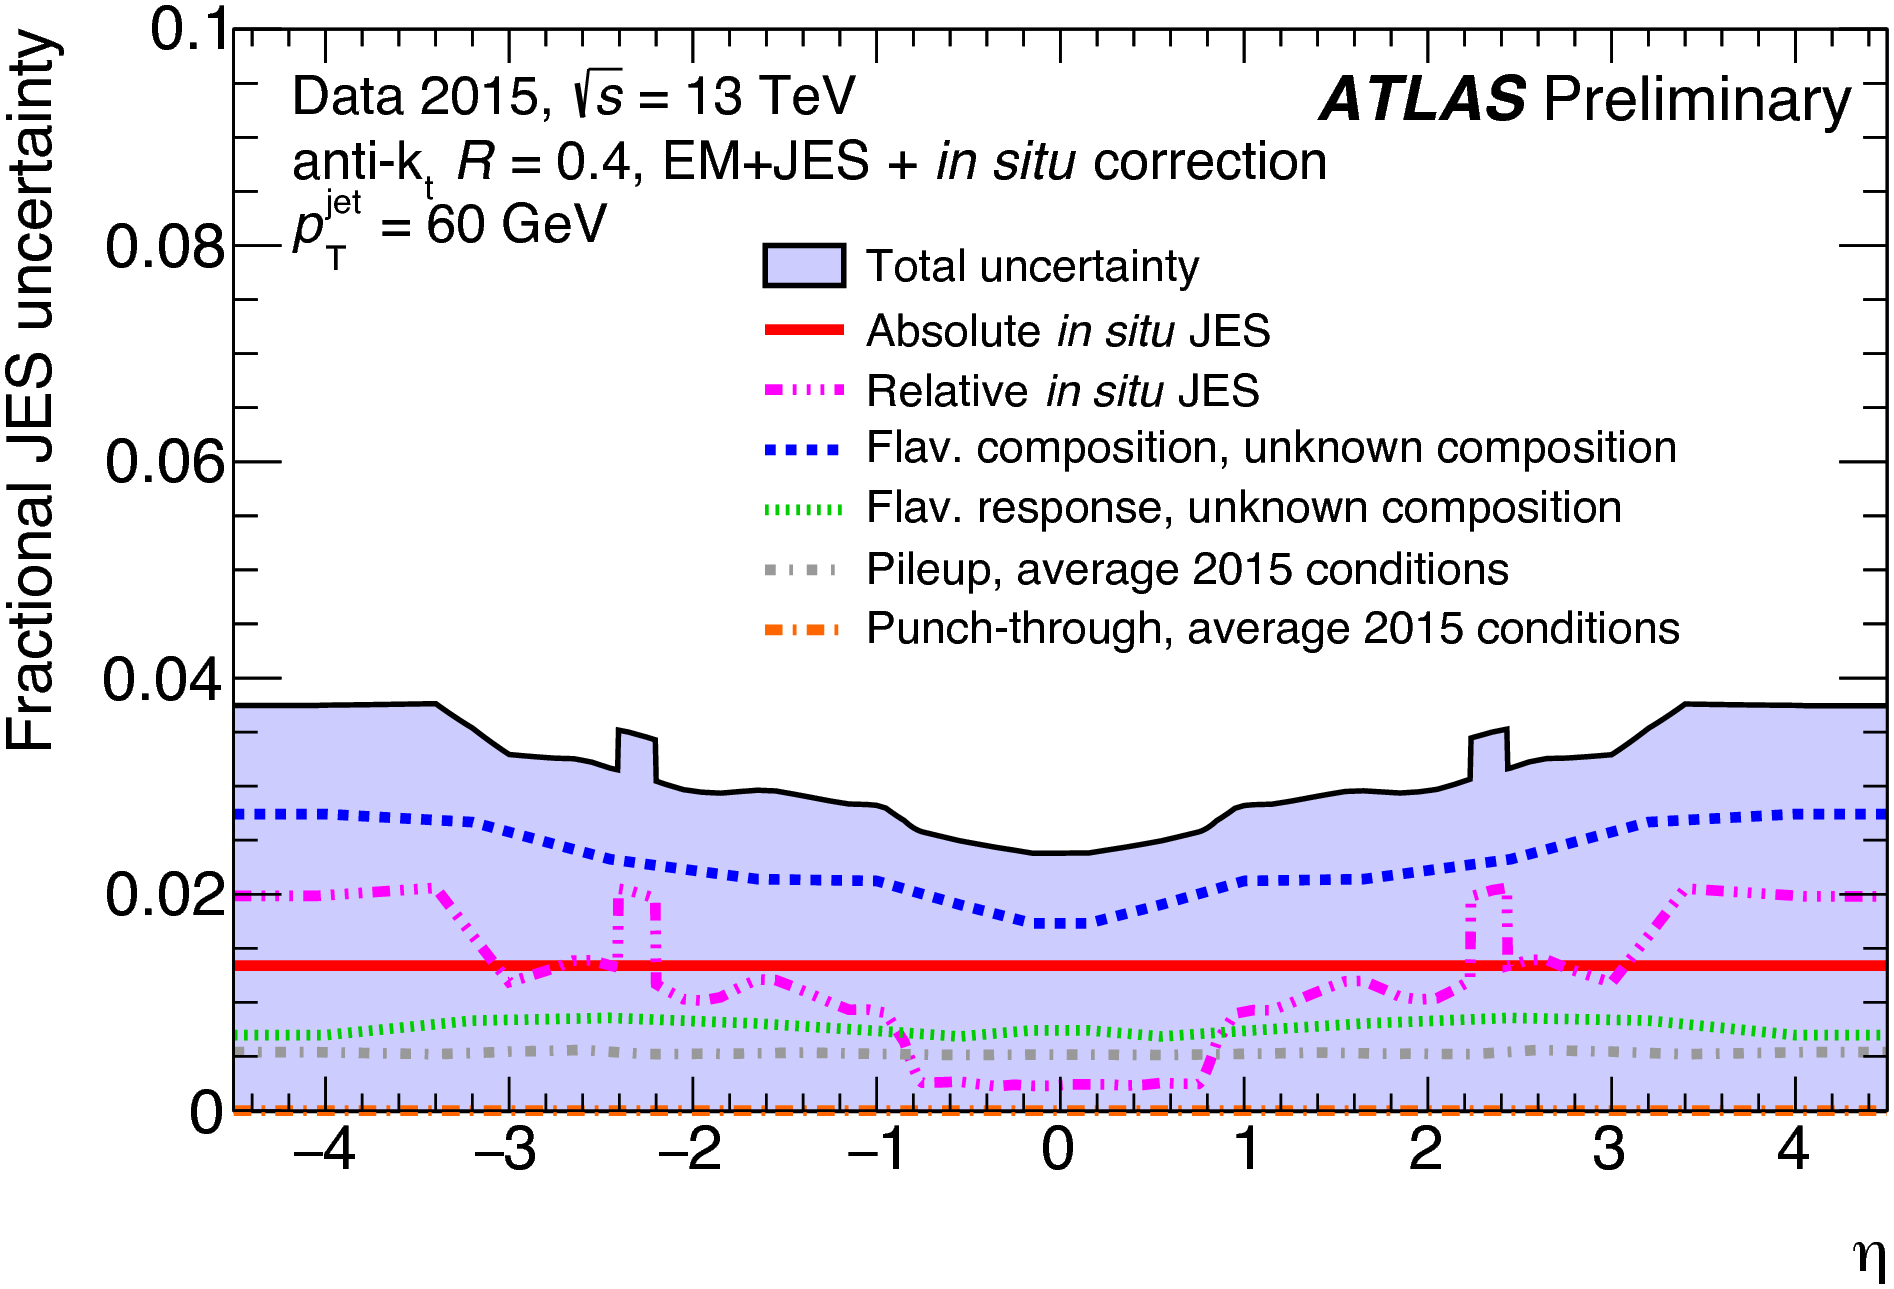 Fractional JES uncertainty
0.1
0.08
0.06
0.04
0.02
0
Data 2015, √s = 13 TeV
ATLAS Preliminary
anti-kt R = 0.4, EM+JES + in situ correction
pTjet = 60 GeV
Total uncertainty
Absolute in situ JES
Relative in situ JES
Flav. composition, unknown composition
Flav. response, unknown composition
Pileup, average 2015 conditions
Punch-through, average 2015 conditions
−4 −3 −2 −1 0 1 2 3 4
η